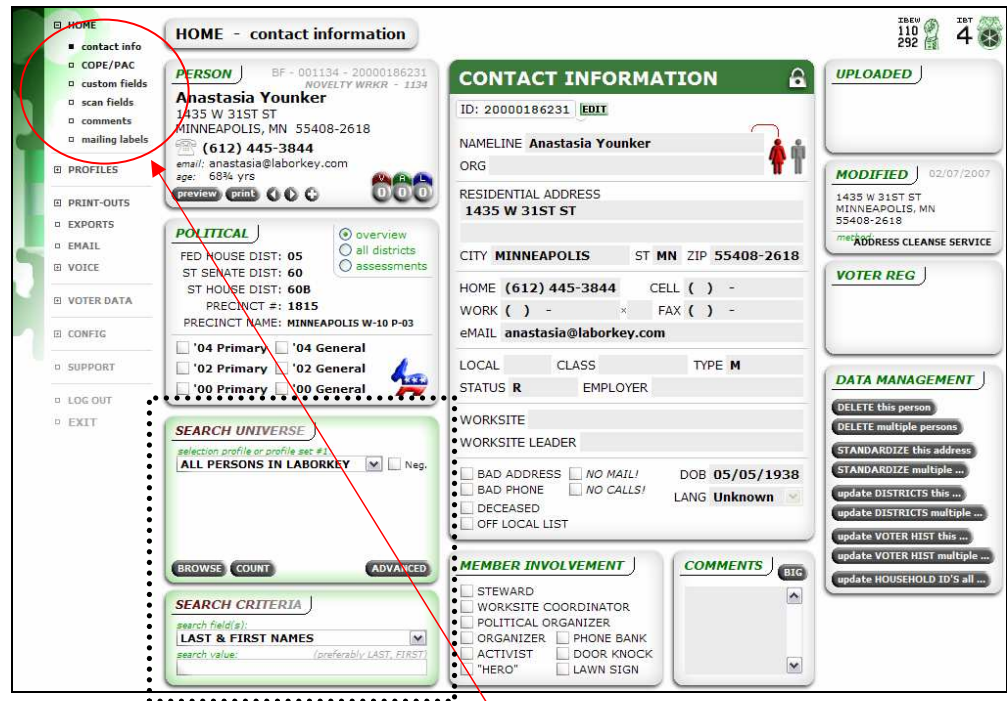 HOME
contact info
COPE/PAC
custom fields
scan fields
comments
mailing labels
PROFILES
PRINT-OUTS
EXPORTS
EMAIL
VOICE
VOTER DATA
CONFIG
SUPPORT
LOG OUT
EXIT
HOME - contact information
IBEW
110
292
IBT
4
PERSON
BF - 001134 - 20000186231
NOVELTY WRKR - 1134
Anastasia Younker
1435 W 31ST ST
MINNEAPOLIS, MN 55408-2618
(612) 445-3844
email: anastasia@laborkey.com
age: 68¾ yrs
preview print
V R L
0 0 0
POLITICAL
overview
all districts
assessments
FED HOUSE DIST: 05
ST SENATE DIST: 60
ST HOUSE DIST: 60B
PRECINCT #: 1815
PRECINCT NAME: MINNEAPOLIS W-10 P-03
'04 Primary '04 General
'02 Primary '02 General
'00 Primary '00 General
SEARCH UNIVERSE
selection profile or profile set #1
ALL PERSONS IN LABORKEY Neg.
BROWSE COUNT ADVANCED
SEARCH CRITERIA
search field(s):
LAST & FIRST NAMES
search value: (preferably LAST, FIRST)
CONTACT INFORMATION
ID: 20000186231 EDIT
NAMELINE Anastasia Younker
ORG
RESIDENTIAL ADDRESS
1435 W 31ST ST
CITY MINNEAPOLIS ST MN ZIP 55408-2618
HOME (612) 445-3844 CELL ( ) -
WORK ( ) - × FAX ( ) -
eMAIL anastasia@laborkey.com
LOCAL CLASS TYPE M
STATUS R EMPLOYER
WORKSITE
WORKSITE LEADER
BAD ADDRESS NO MAIL! DOB 05/05/1938
BAD PHONE NO CALLS! LANG Unknown
DECEASED
OFF LOCAL LIST
MEMBER INVOLVEMENT
STEWARD
WORKSITE COORDINATOR
POLITICAL ORGANIZER
ORGANIZER PHONE BANK
ACTIVIST DOOR KNOCK
"HERO" LAWN SIGN
COMMENTS BIG
UPLOADED
MODIFIED 02/07/2007
1435 W 31ST ST
MINNEAPOLIS, MN
55408-2618
method: ADDRESS CLEANSE SERVICE
VOTER REG
DATA MANAGEMENT
DELETE this person
DELETE multiple persons
STANDARDIZE this address
STANDARDIZE multiple ...
update DISTRICTS this ...
update DISTRICTS multiple ...
update VOTER HIST this ...
update VOTER HIST multiple ...
update HOUSEHOLD ID'S all ...